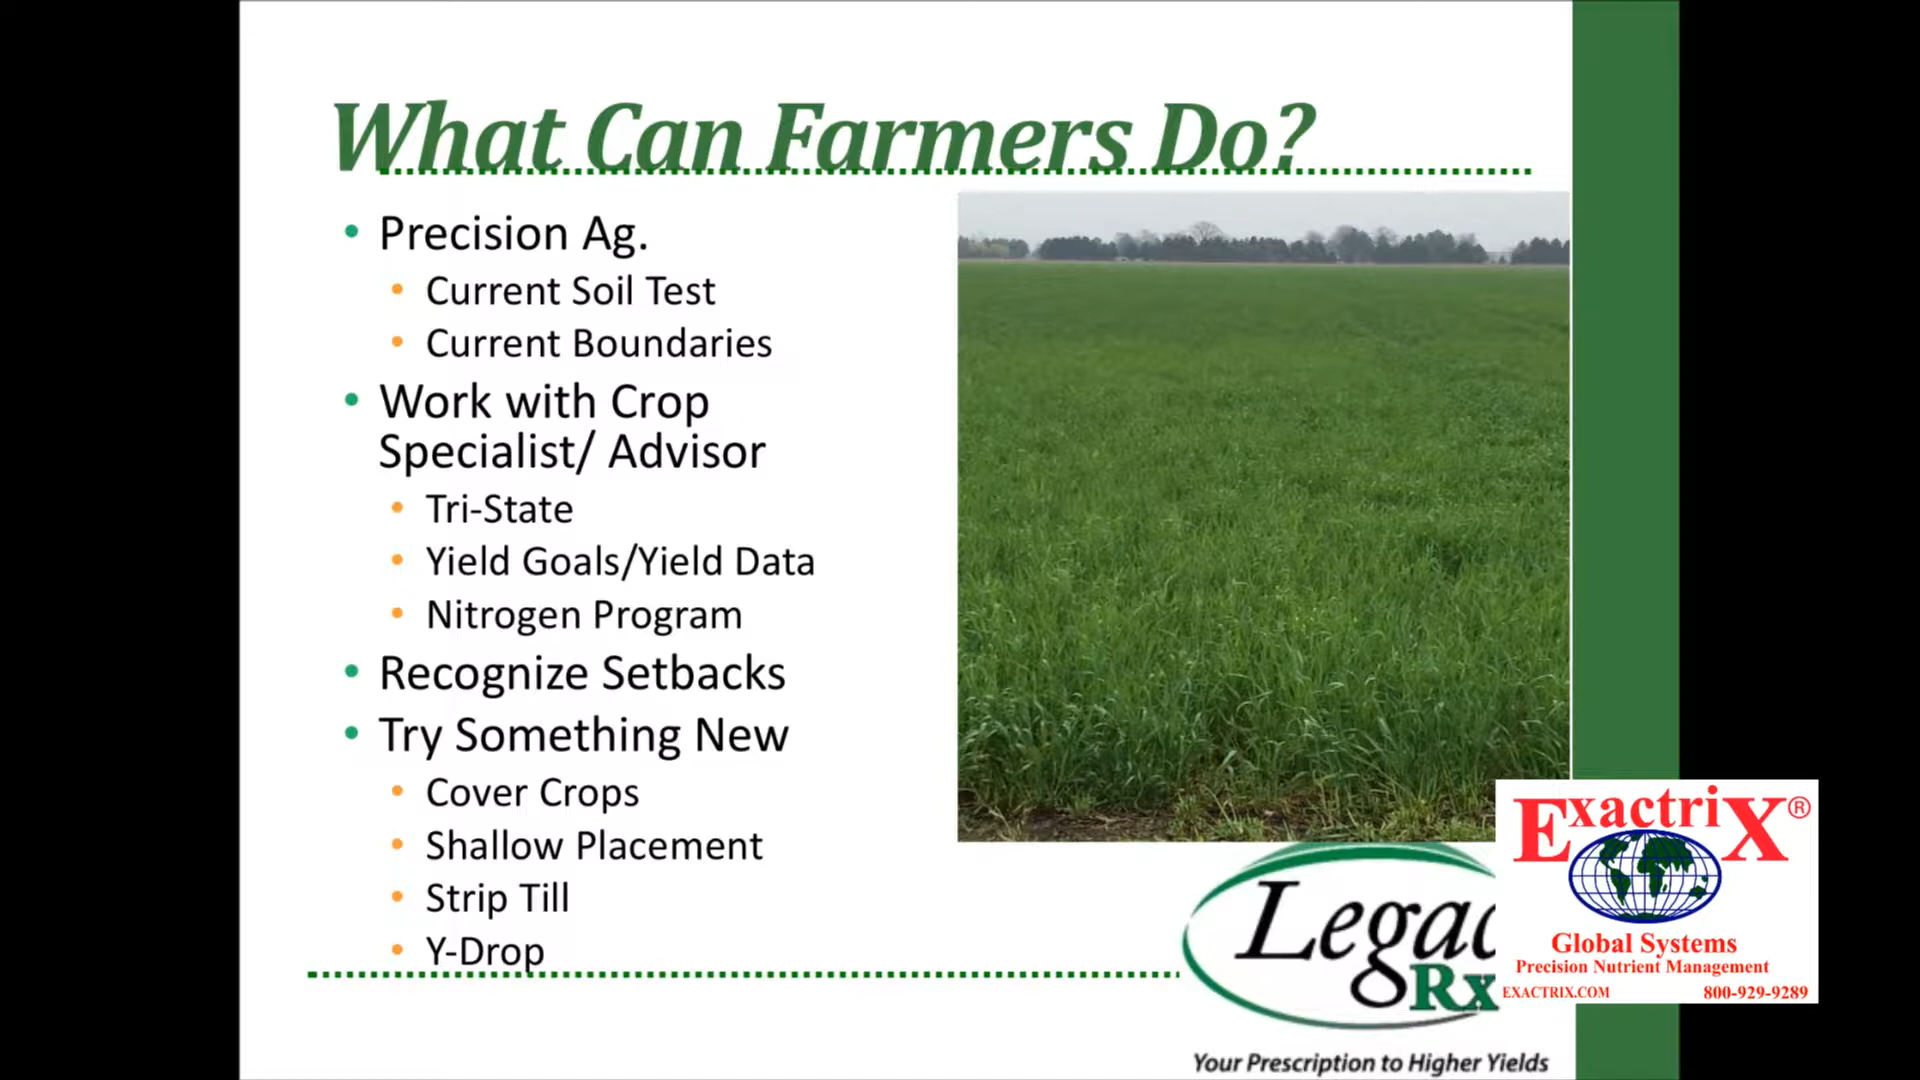 What Can Farmers Do?
• Precision Ag.
• Current Soil Test
• Current Boundaries
• Work with Crop
Specialist/ Advisor
• Tri-State
• Yield Goals/Yield Data
• Nitrogen Program
• Recognize Setbacks
• Try Something New
• Cover Crops
• Shallow Placement
• Strip Till
• Y-Drop
Rx
Your Prescription to Higher Yields
ExactriX®
Global Systems
Precision Nutrient Management
EXACTRIX.COM 800-929-9289